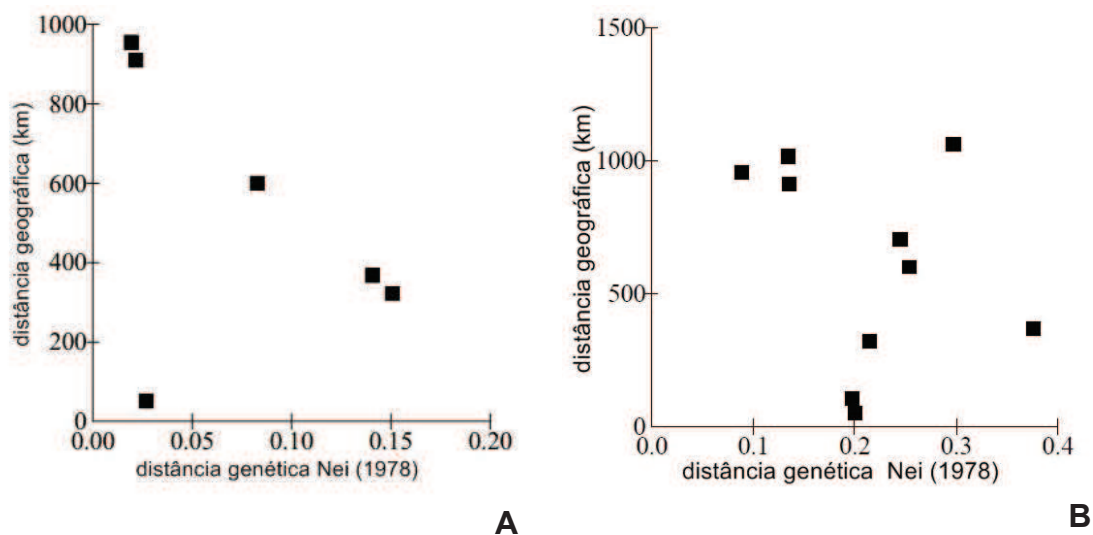 1000
800
600
400
200
0
0.00 0.05 0.10 0.15 0.20
distância geográfica (km)
distância genética Nei (1978)
A
1500
1000
500
0
0.0 0.1 0.2 0.3 0.4
distância geográfica (km)
distância genética Nei (1978)
B